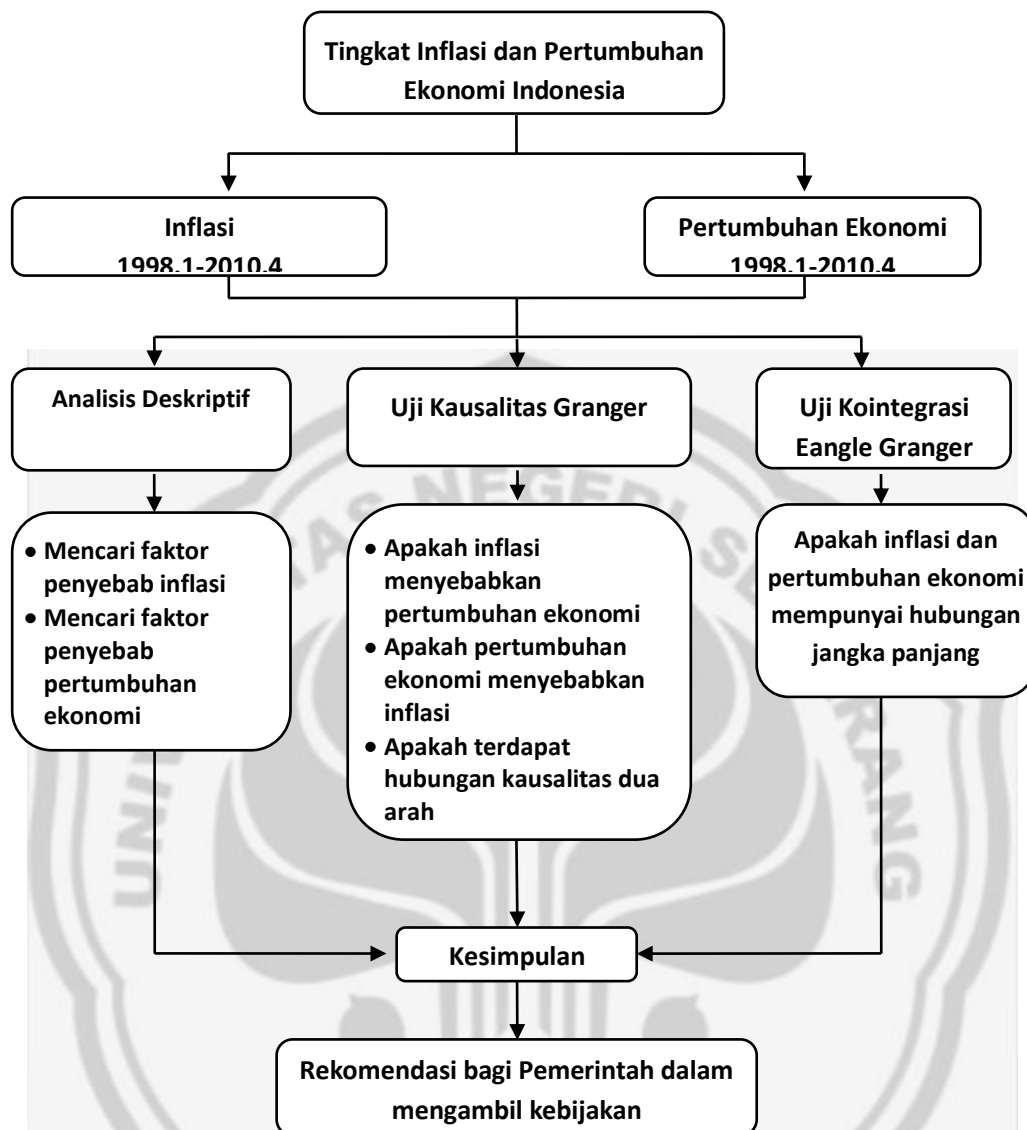 Tingkat Inflasi dan Pertumbuhan
Ekonomi Indonesia
Inflasi
1998.1-2010.4
Pertumbuhan Ekonomi
1998.1-2010.4
Analisis Deskriptif
Uji Kausalitas Granger
Uji Kointegrasi
Eangle Granger
• Mencari faktor
penyebab inflasi
• Mencari faktor
penyebab
pertumbuhan
ekonomi
• Apakah inflasi
menyebabkan
pertumbuhan ekonomi
• Apakah pertumbuhan
ekonomi menyebabkan
inflasi
• Apakah terdapat
hubungan kausalitas dua
arah
Apakah inflasi dan
pertumbuhan ekonomi
mempunyai hubungan
jangka panjang
Kesimpulan
Rekomendasi bagi Pemerintah dalam
mengambil kebijakan